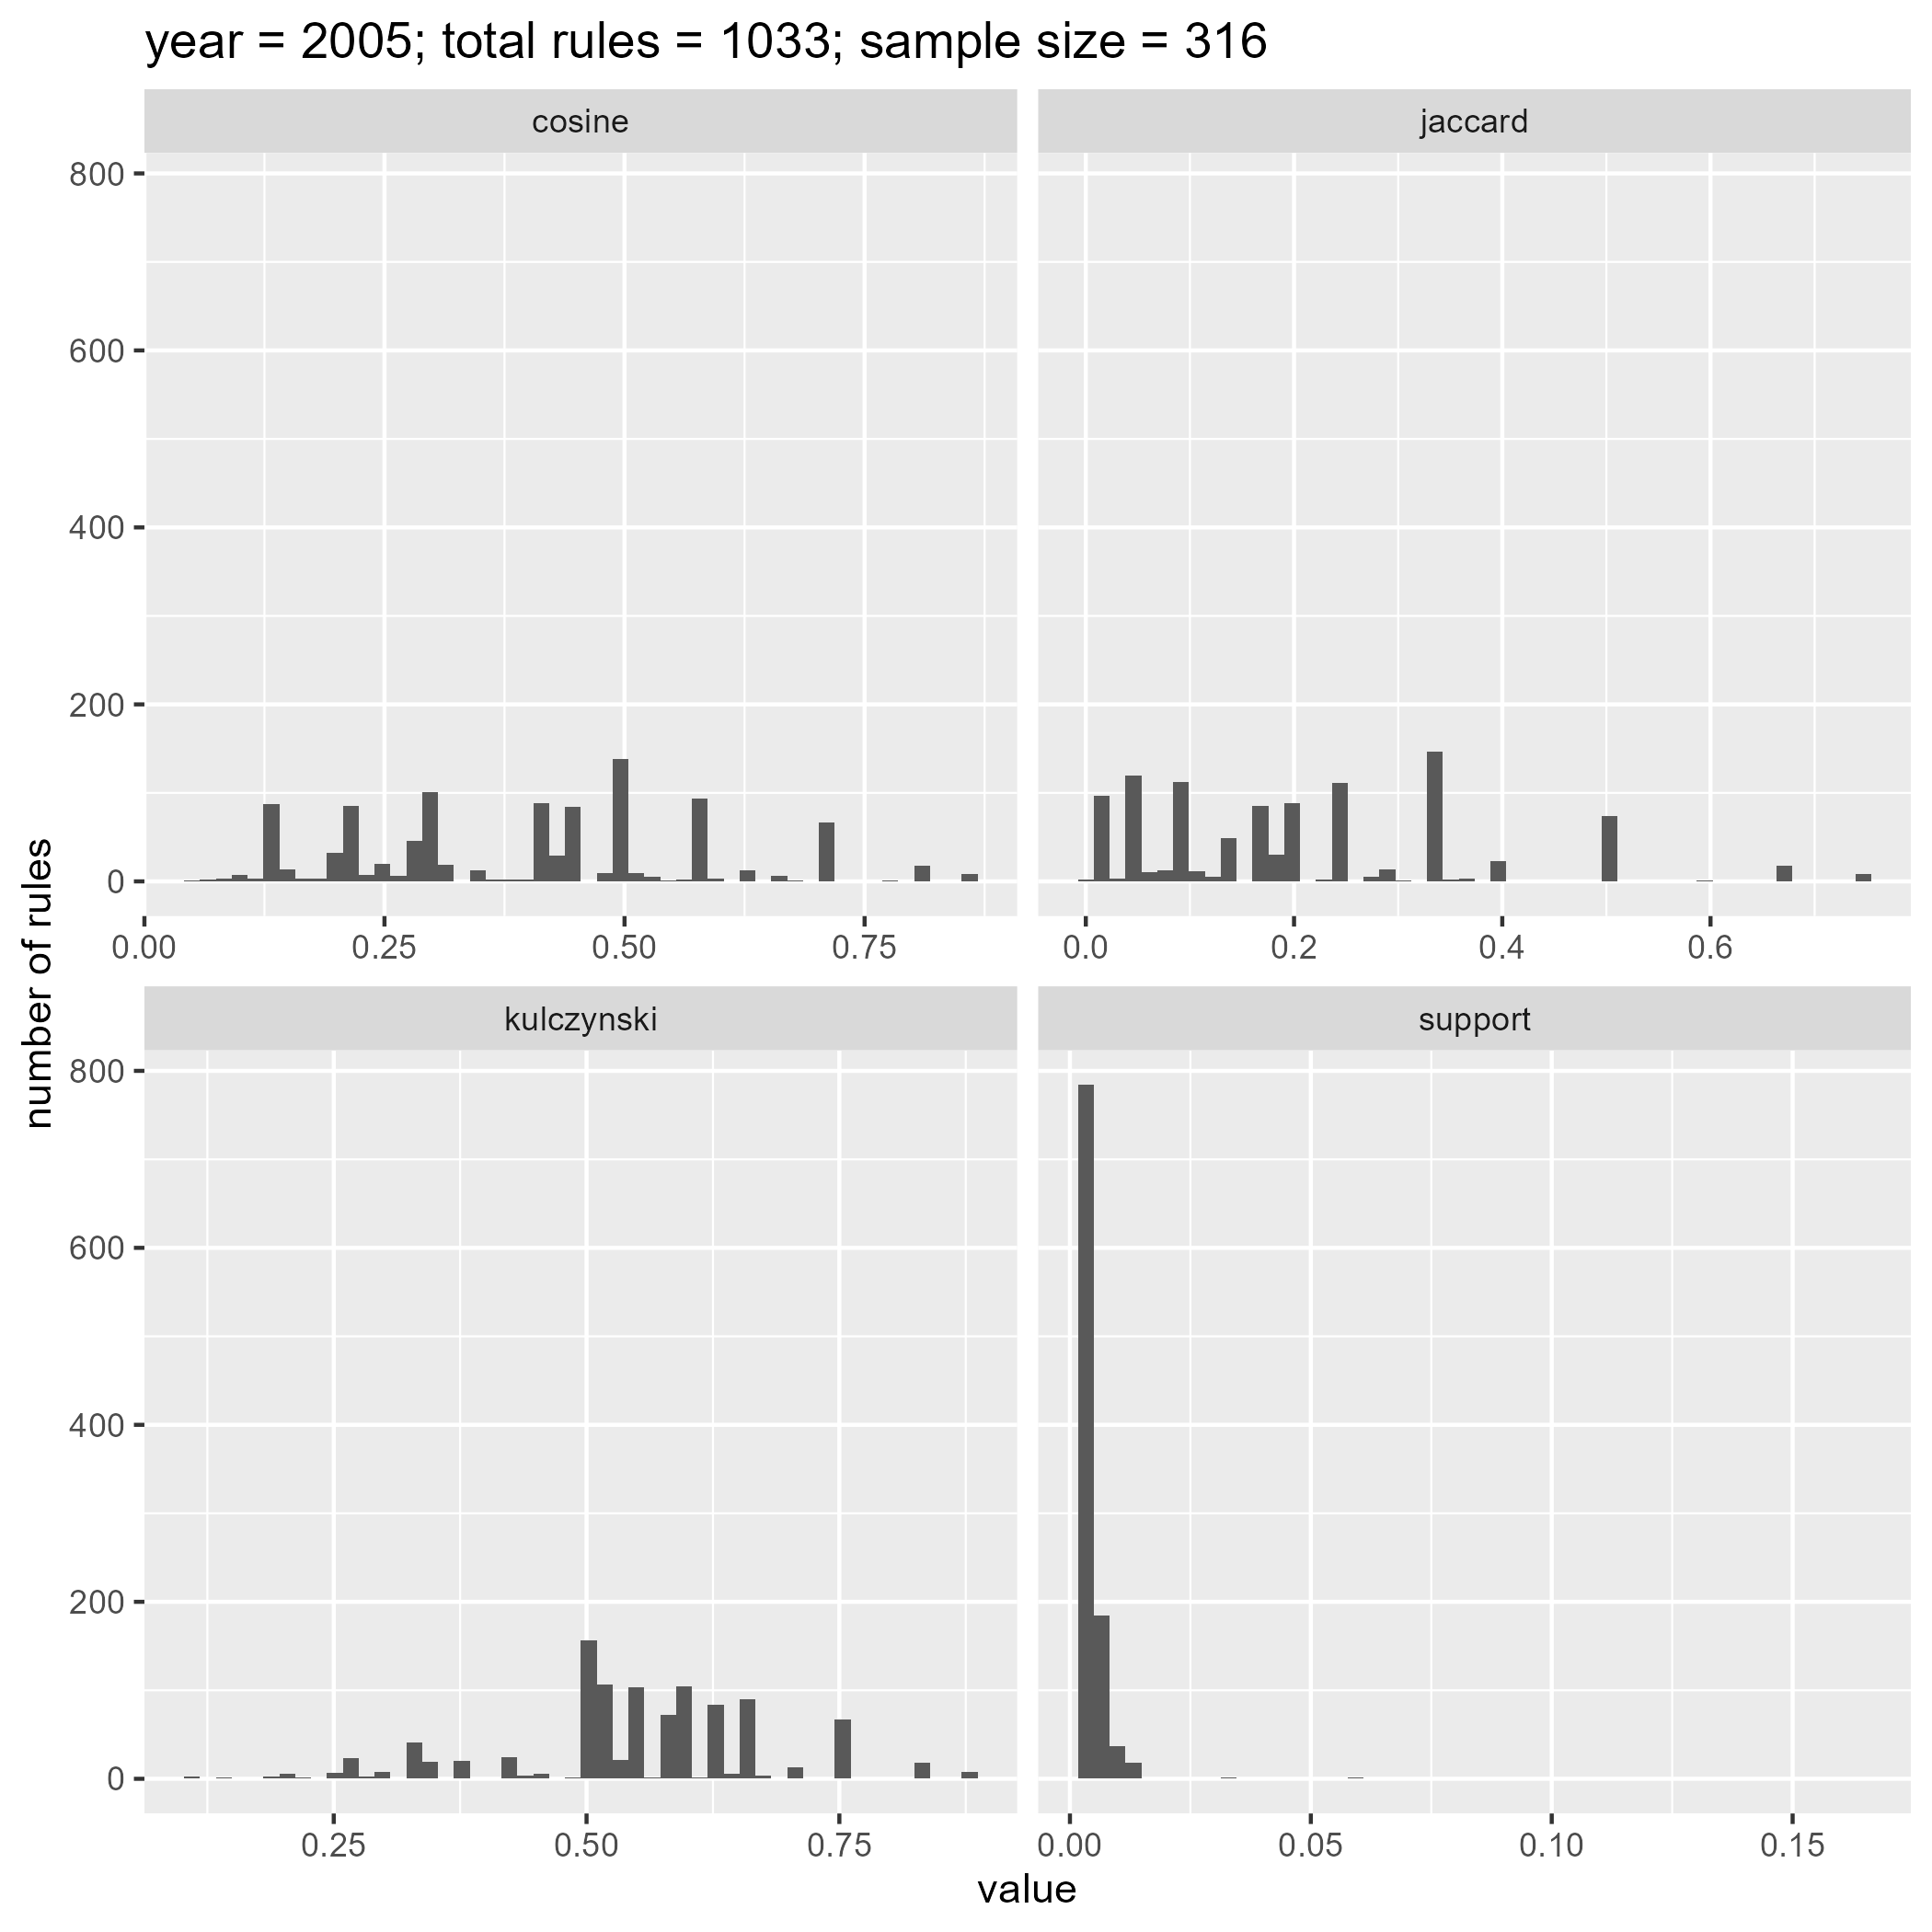 year = 2005; total rules = 1033; sample size = 316
cosine
jaccard
800
600
400
200
0
0.00 0.25 0.50 0.75
0.0 0.2 0.4 0.6
number of rules
kulczynski
support
800
600
400
200
0
0.25 0.50 0.75
0.00 0.05 0.10 0.15
value